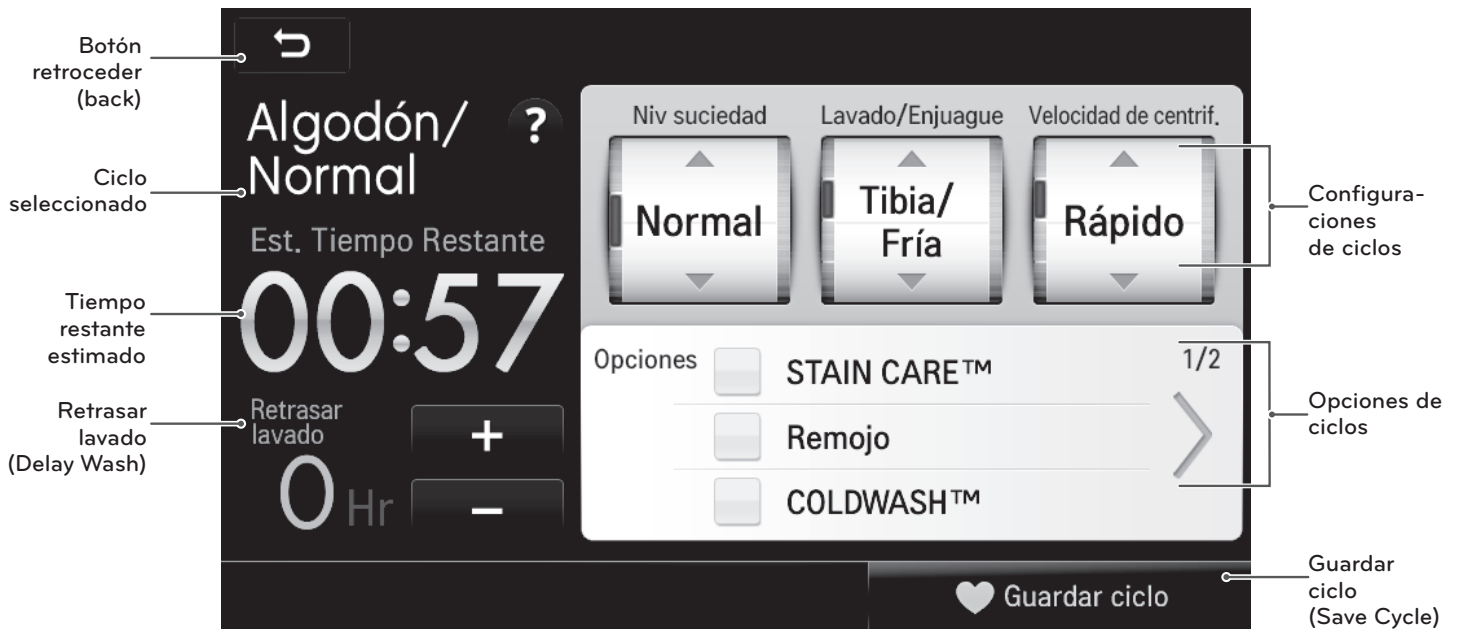 Botón
retroceder
(back)
Ciclo
seleccionado
Tiempo
restante
estimado
Retrasar
lavado
(Delay Wash)
Algodón/
Normal
?
Est. Tiempo Restante
00:57
Retrasar
lavado
0 Hr
+
−
Niv suciedad
Normal
Lavado/Enjuague
Tibia/
Fría
Velocidad de centrif.
Rápido
Opciones
1/2
STAIN CARE™
Remojo
COLDWASH™
Guardar ciclo
Configura-
ciones
de ciclos
Opciones de
ciclos
Guardar
ciclo
(Save Cycle)